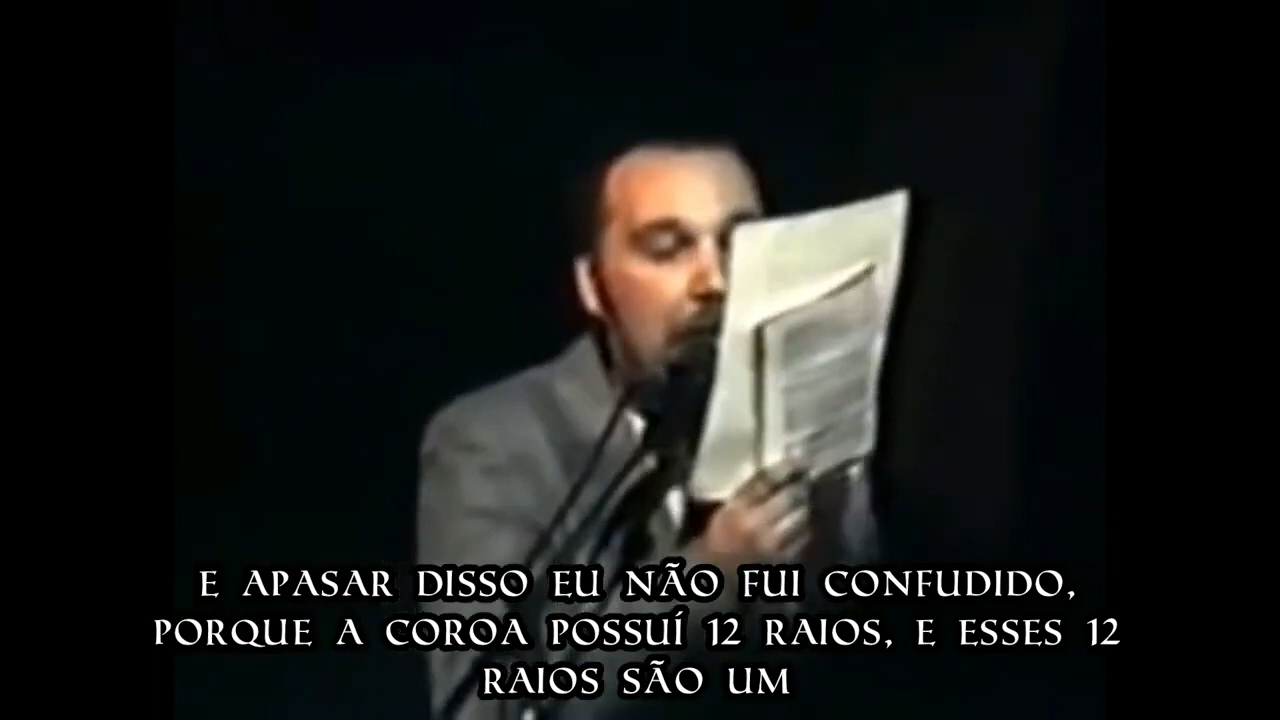 E APASAR DISSO EU NÃO FUI CONFUDIDO,
PORQUE A COROA POSSUÍ 12 RAIOS, E ESSES 12
RAIOS SÃO UM